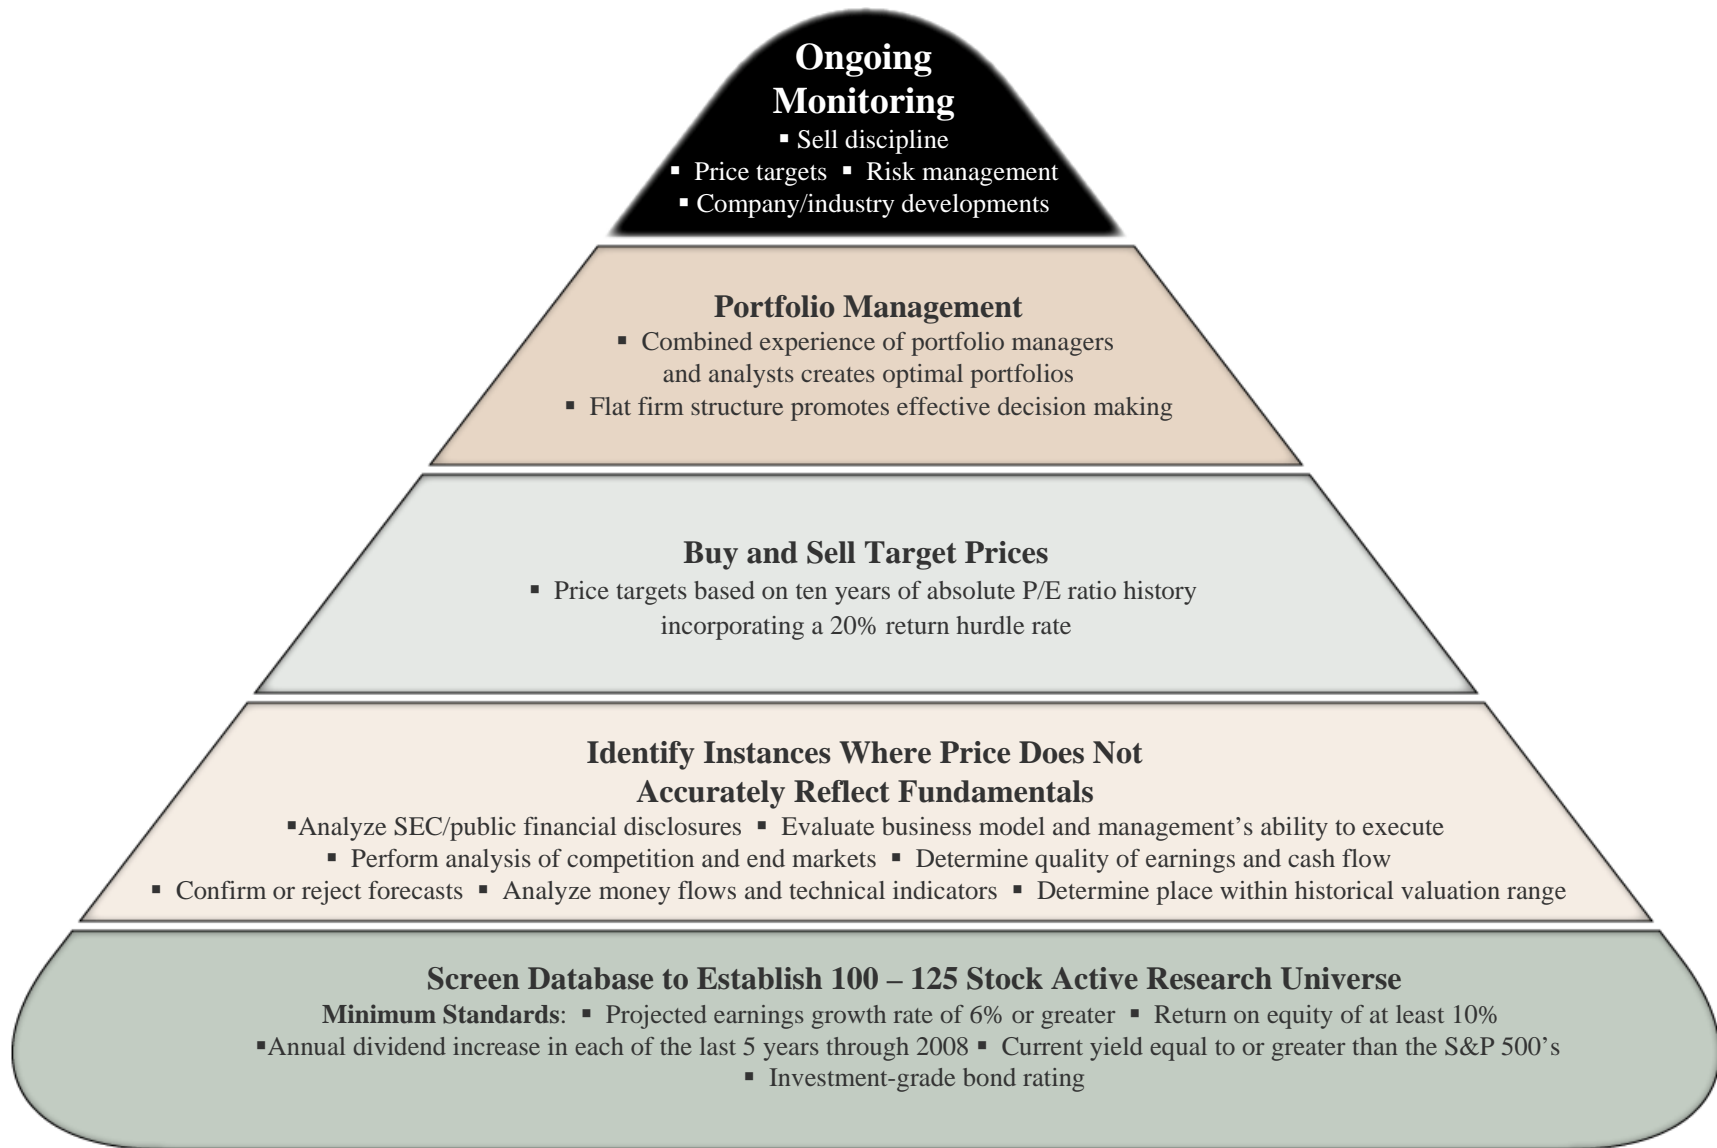 Ongoing
Monitoring
▪ Sell discipline
▪ Price targets ▪ Risk management
▪ Company/industry developments
Portfolio Management
▪ Combined experience of portfolio managers
and analysts creates optimal portfolios
▪ Flat firm structure promotes effective decision making
Buy and Sell Target Prices
▪ Price targets based on ten years of absolute P/E ratio history
incorporating a 20% return hurdle rate
Identify Instances Where Price Does Not
Accurately Reflect Fundamentals
▪Analyze SEC/public financial disclosures ▪ Evaluate business model and management’s ability to execute
▪ Perform analysis of competition and end markets ▪ Determine quality of earnings and cash flow
▪ Confirm or reject forecasts ▪ Analyze money flows and technical indicators ▪ Determine place within historical valuation range
Screen Database to Establish 100 – 125 Stock Active Research Universe
Minimum Standards: ▪ Projected earnings growth rate of 6% or greater ▪ Return on equity of at least 10%
▪Annual dividend increase in each of the last 5 years through 2008 ▪ Current yield equal to or greater than the S&P 500’s
▪ Investment-grade bond rating